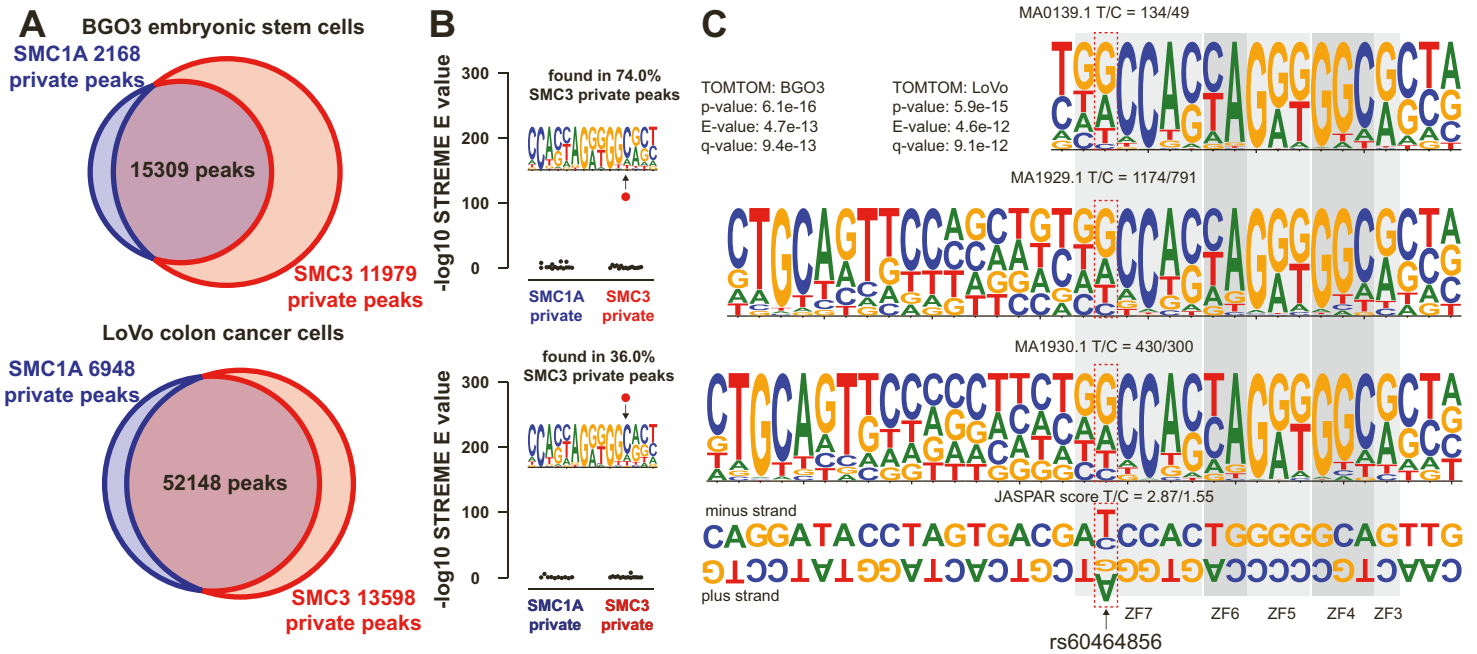 A
BGO3 embryonic stem cells
SMC1A 2168
private peaks
15309 peaks
SMC3 11979
private peaks
LoVo colon cancer cells
SMC1A 6948
private peaks
52148 peaks
SMC3 13598
private peaks
B
-log10 STREME E value
300
200
100
0
found in 74.0%
SMC3 private peaks
SMC1A
private
SMC3
private
-log10 STREME E value
300
200
100
0
found in 36.0%
SMC3 private peaks
SMC1A
private
SMC3
private
C
MA0139.1 T/C = 134/49
TOMTOM: BGO3
p-value: 6.1e-16
E-value: 4.7e-13
q-value: 9.4e-13
TOMTOM: LoVo
p-value: 5.9e-15
E-value: 4.6e-12
q-value: 9.1e-12
MA1929.1 T/C = 1174/791
MA1930.1 T/C = 430/300
JASPAR score T/C = 2.87/1.55
minus strand
CAGGATACCTAGTGACGATCCACTGGGGGCAGTTG
C
GTCCTATGGATCACTGCTGGGTGACCCCCGTCAAC
A
plus strand
ZF7 ZF6 ZF5 ZF4 ZF3
rs60464856